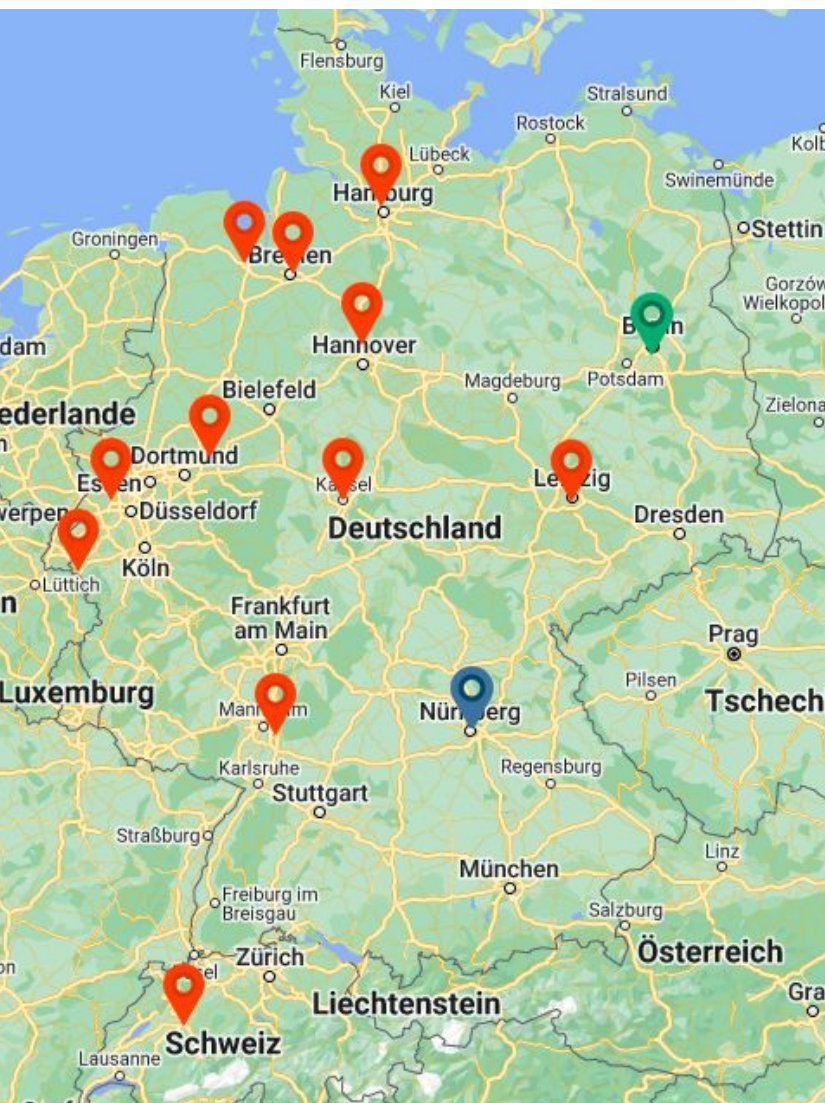 Flensburg
Kiel
Stralsund
Rostock
Lübeck
Swinemünde
Groningen
Stettin
Gorzów
Wielkopol
dam
Hannover
Potsdam
Magdeburg
Bielefeld
Zielona
ederlande
Dortmund
werpen
Düsseldorf
Dresden
Deutschland
Köln
Lüttich
n
Frankfurt
am Main
Prag
Pilsen
Luxemburg
Tschech
Karlsruhe
Regensburg
Stuttgart
Straßburg
Linz
München
Freiburg im
Breisgau
Salzburg
Zürich
Österreich
on
Gra
Liechtenstein
Schweiz
Lausanne